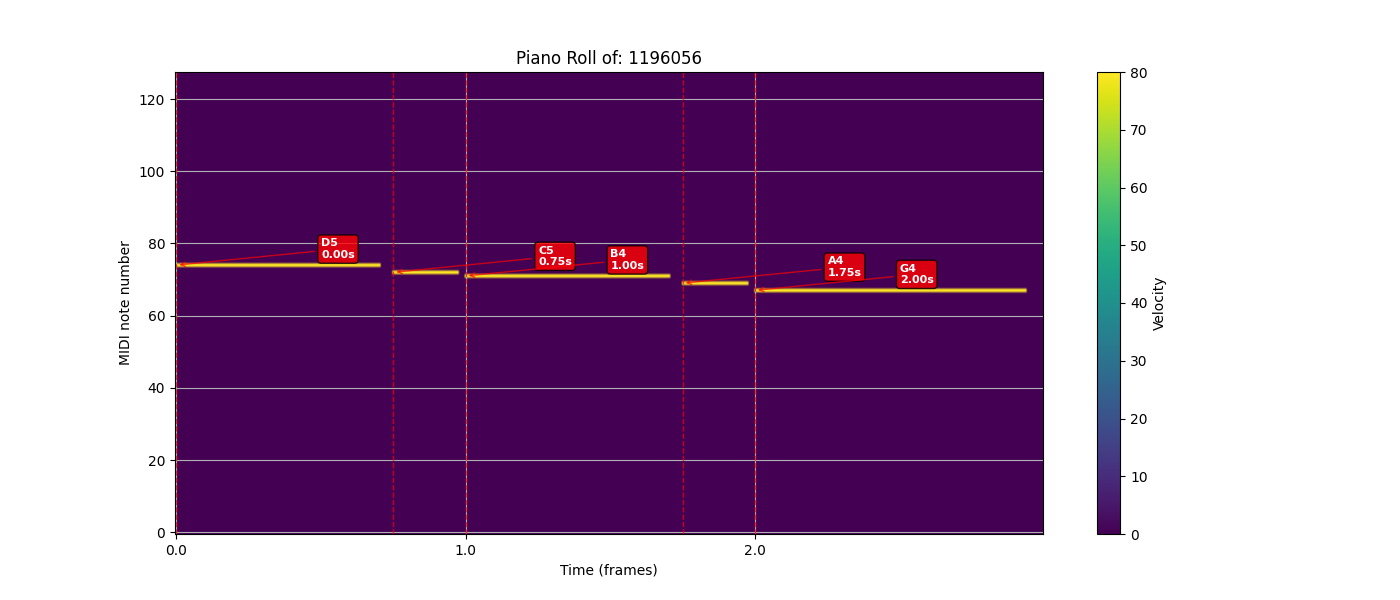 Piano Roll of: 1196056
MIDI note number
120
100
80
60
40
20
0
D5
0.00s
C5
0.75s
B4
1.00s
A4
1.75s
G4
2.00s
0.0
1.0
2.0
Time (frames)
80
70
60
50
40
30
20
10
0
Velocity